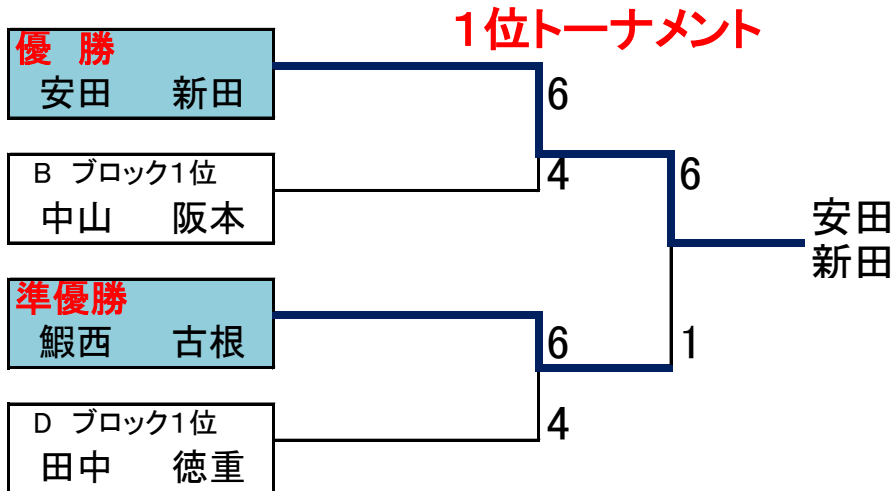 1位トーナメント
優 勝
安田 新田
6
B ブロック1位
4
中山 阪本
6
安田
新田
準優勝
鰕西 古根
6
1
D ブロック1位
4
田中 徳重